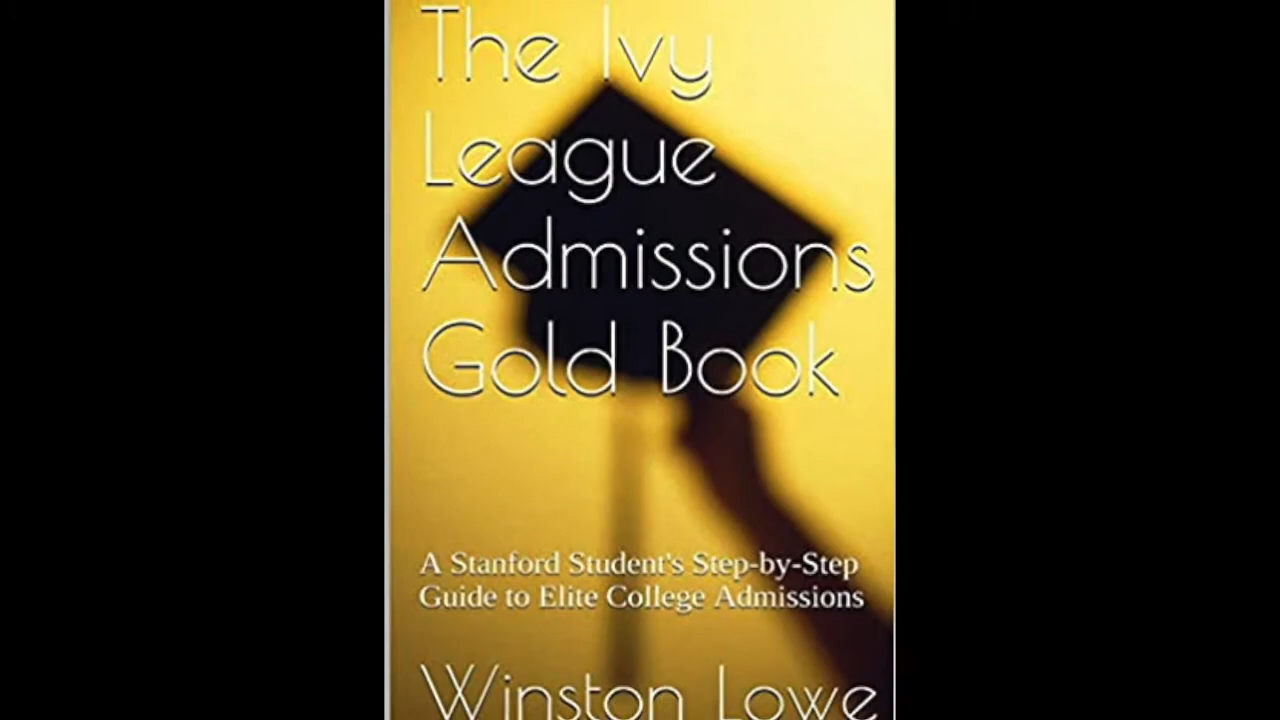 The Ivy
League
Admissions
Gold Book
A Stanford Student's Step-by-Step
Guide to Elite College Admissions
Winston Lowe